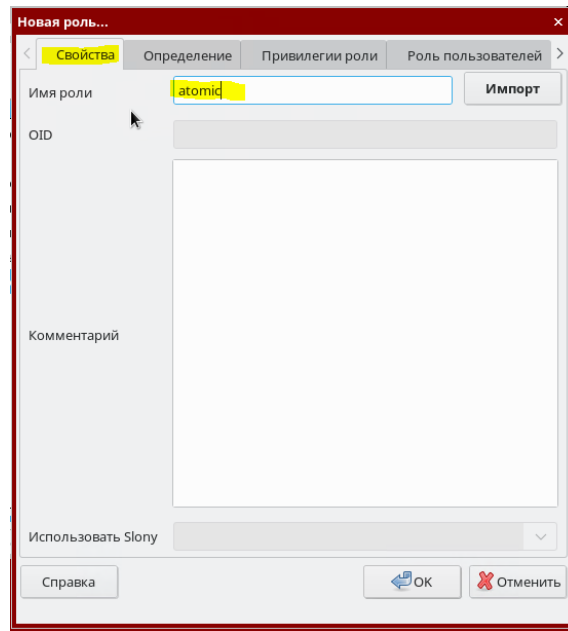 Новая роль...
Свойства Определение Привилегии роли Роль пользователей
Имя роли atomic Импорт
OID
Комментарий
Использовать Slony
Справка OK Отменить